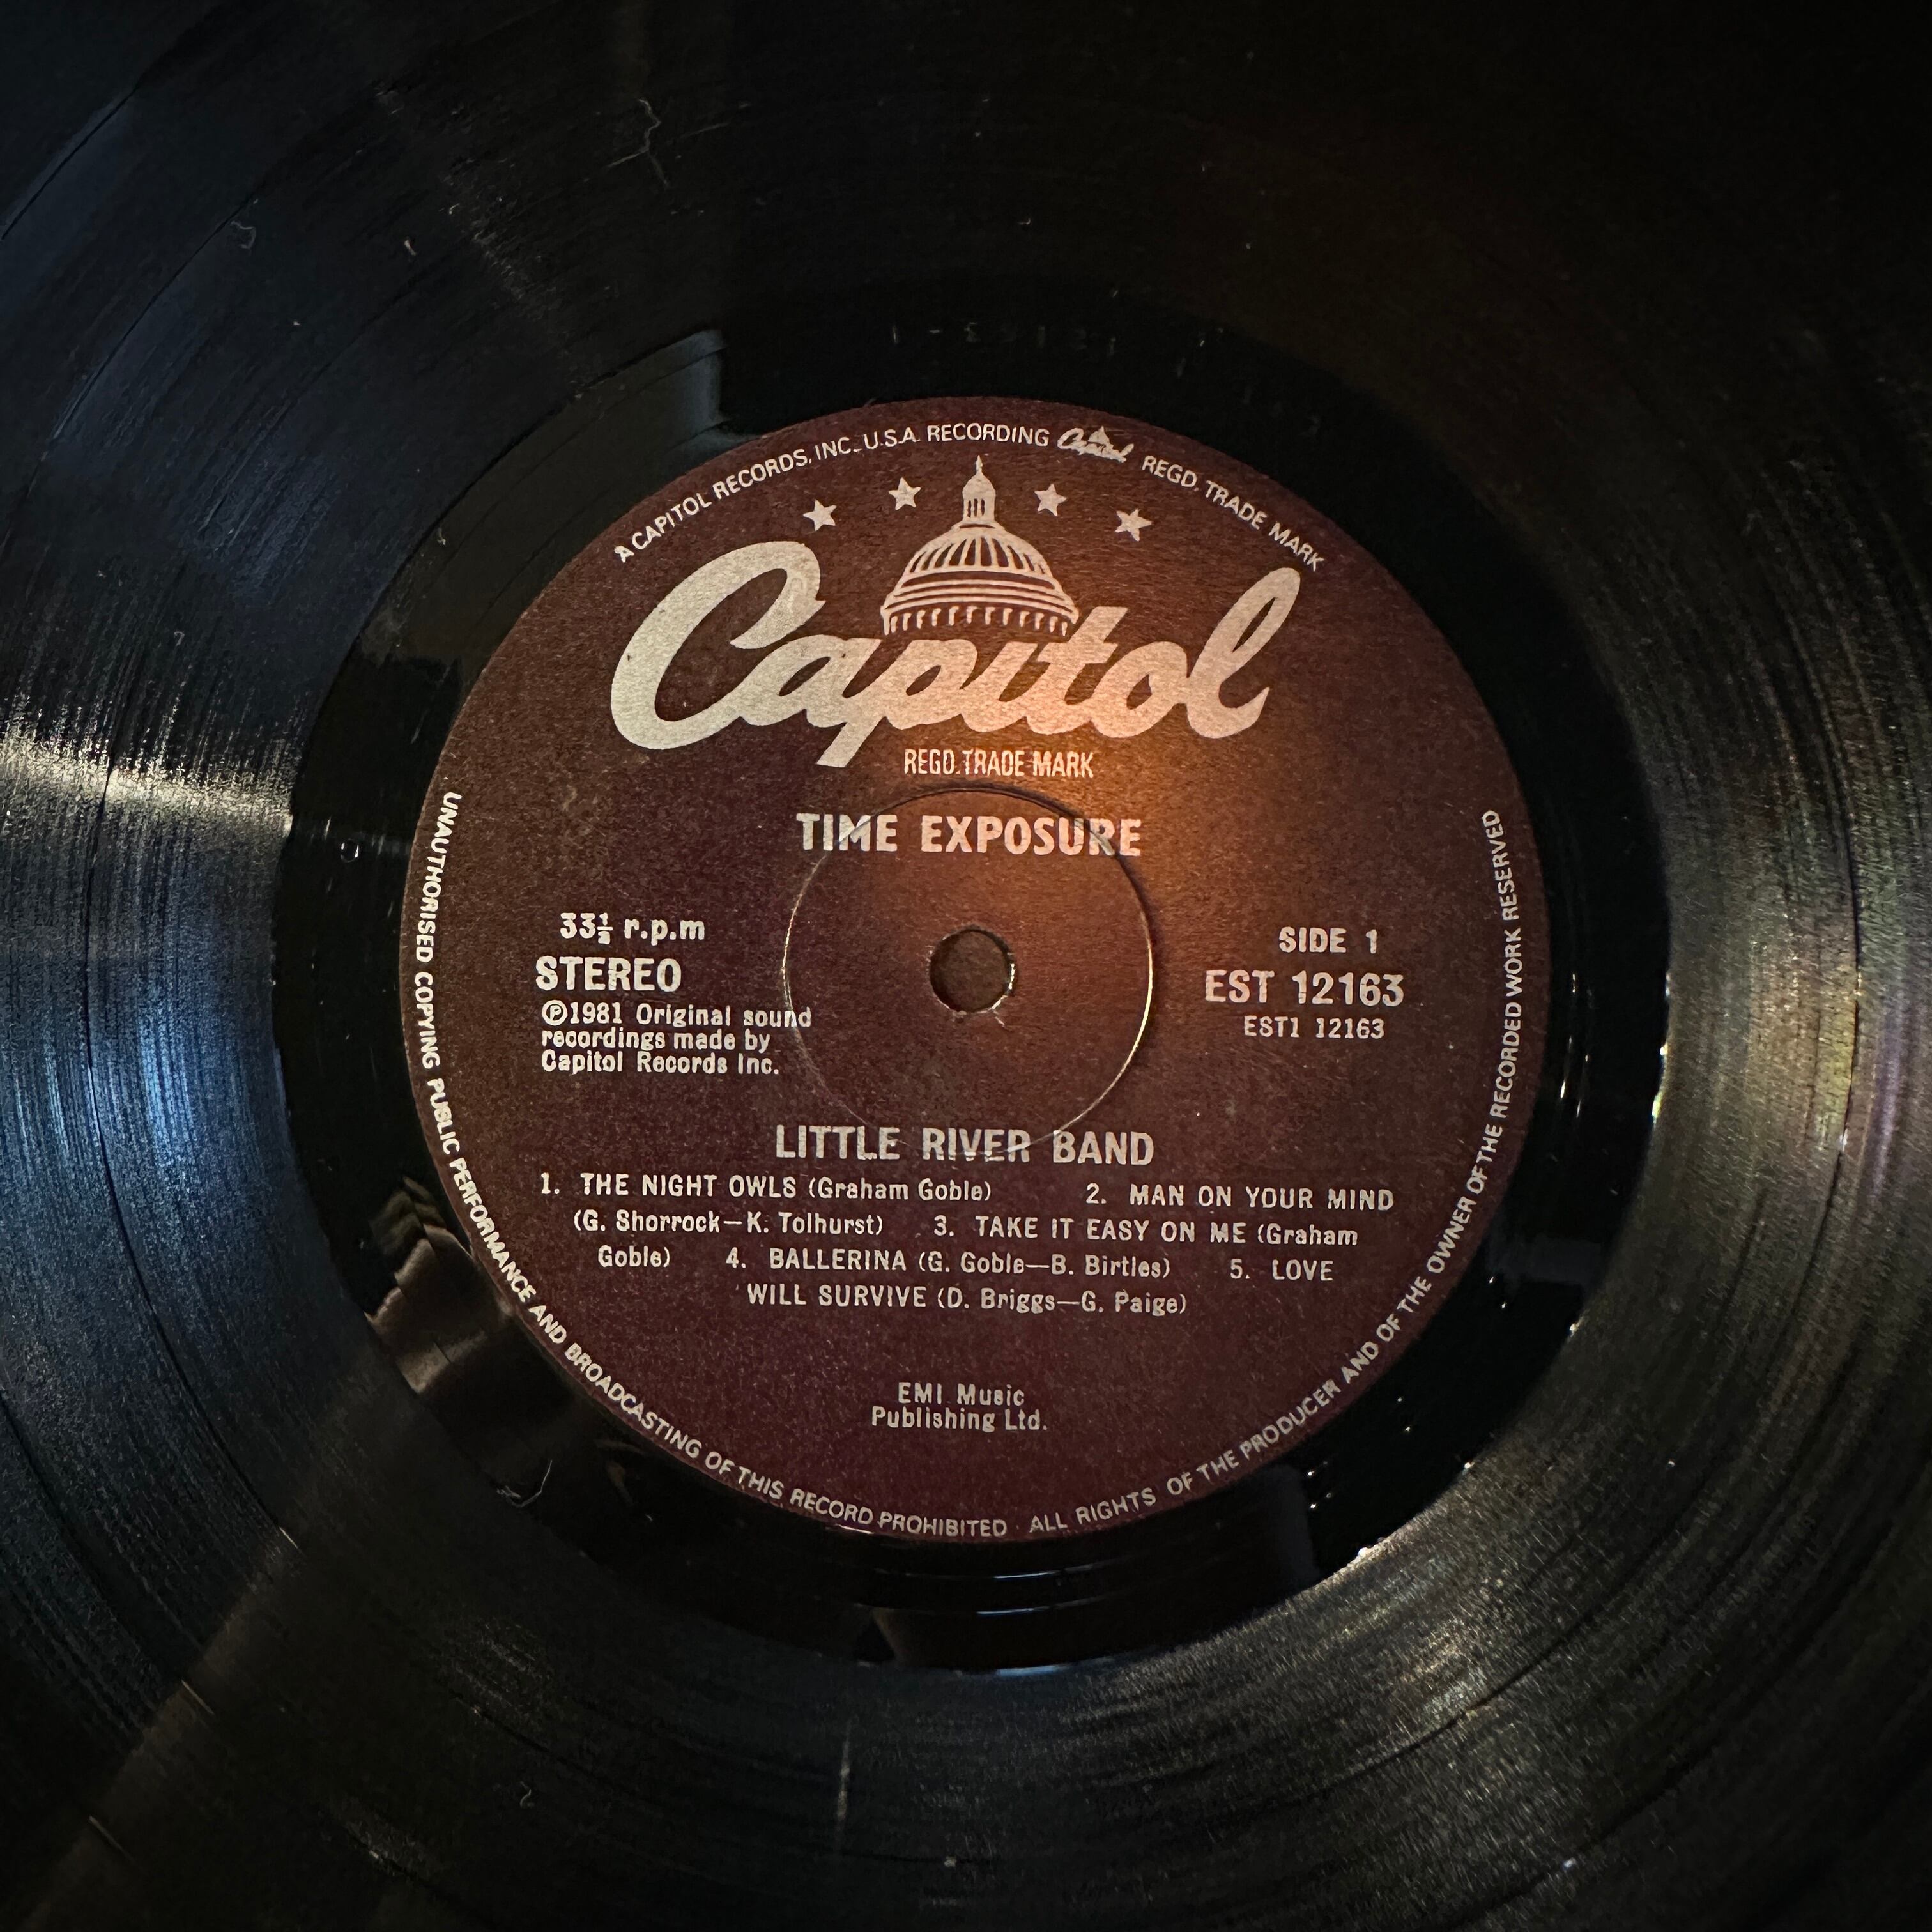 A CAPITOL RECORDS, INC. U.S.A. RECORDING Capitol REGD. TRADE MARK
Capitol
REGD. TRADE MARK
TIME EXPOSURE
33⅓ r.p.m
STEREO
℗1981 Original sound
recordings made by
Capitol Records Inc.
SIDE 1
EST 12163
EST1 12163
LITTLE RIVER BAND
1. THE NIGHT OWLS (Graham Goble) 2. MAN ON YOUR MIND
(G. Shorrock—K. Tolhurst) 3. TAKE IT EASY ON ME (Graham
Goble) 4. BALLERINA (G. Goble—B. Birtles) 5. LOVE
WILL SURVIVE (D. Briggs—G. Paige)
EMI Music
Publishing Ltd.
UNAUTHORISED COPYING PUBLIC PERFORMANCE AND BROADCASTING OF THIS RECORD PROHIBITED · ALL RIGHTS OF THE PRODUCER AND OF THE OWNER OF THE RECORDED WORK RESERVED